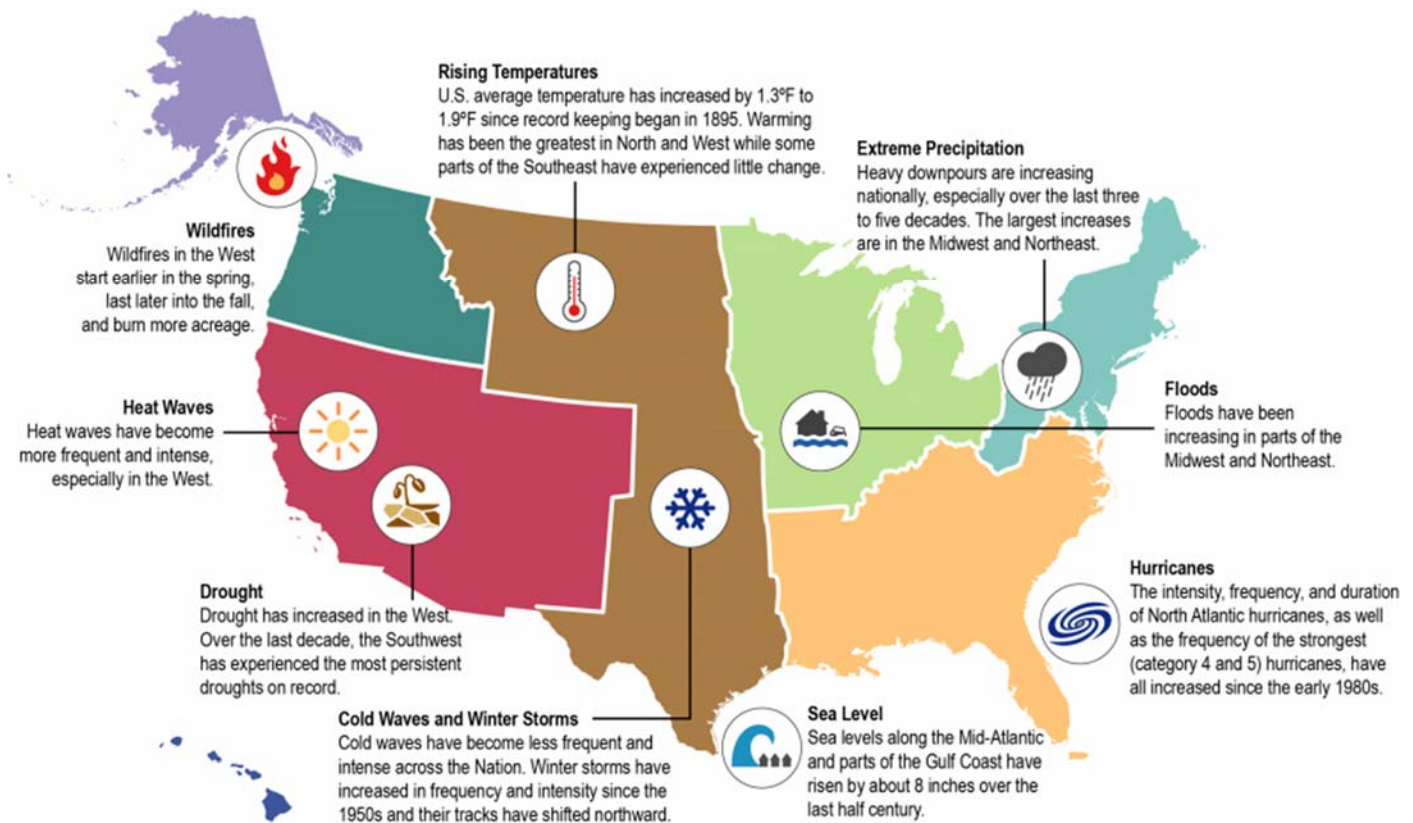 Rising Temperatures
U.S. average temperature has increased by 1.3ºF to
1.9ºF since record keeping began in 1895. Warming
has been the greatest in North and West while some
parts of the Southeast have experienced little change.
Extreme Precipitation
Heavy downpours are increasing
nationally, especially over the last three
to five decades. The largest increases
are in the Midwest and Northeast.
Wildfires
Wildfires in the West
start earlier in the spring,
last later into the fall,
and burn more acreage.
Heat Waves
Heat waves have become
more frequent and intense,
especially in the West.
Floods
Floods have been
increasing in parts of the
Midwest and Northeast.
Drought
Drought has increased in the West.
Over the last decade, the Southwest
has experienced the most persistent
droughts on record.
Hurricanes
The intensity, frequency, and duration
of North Atlantic hurricanes, as well
as the frequency of the strongest
(category 4 and 5) hurricanes, have
all increased since the early 1980s.
Cold Waves and Winter Storms
Cold waves have become less frequent and
intense across the Nation. Winter storms have
increased in frequency and intensity since the
1950s and their tracks have shifted northward.
Sea Level
Sea levels along the Mid-Atlantic
and parts of the Gulf Coast have
risen by about 8 inches over the
last half century.